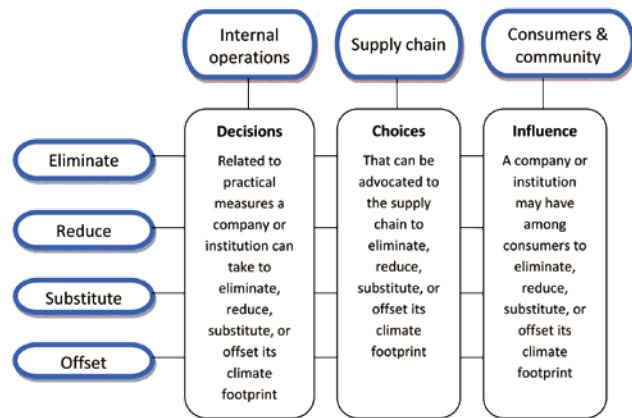 Internal
operations
Supply chain
Consumers &
community
Eliminate
Reduce
Substitute
Offset
Decisions
Related to
practical
measures a
company or
institution can
take to
eliminate,
reduce,
substitute, or
offset its
climate
footprint
Choices
That can be
advocated to
the supply
chain to
eliminate,
reduce,
substitute, or
offset its
climate
footprint
Influence
A company or
institution
may have
among
consumers to
eliminate,
reduce,
substitute, or
offset its
climate
footprint